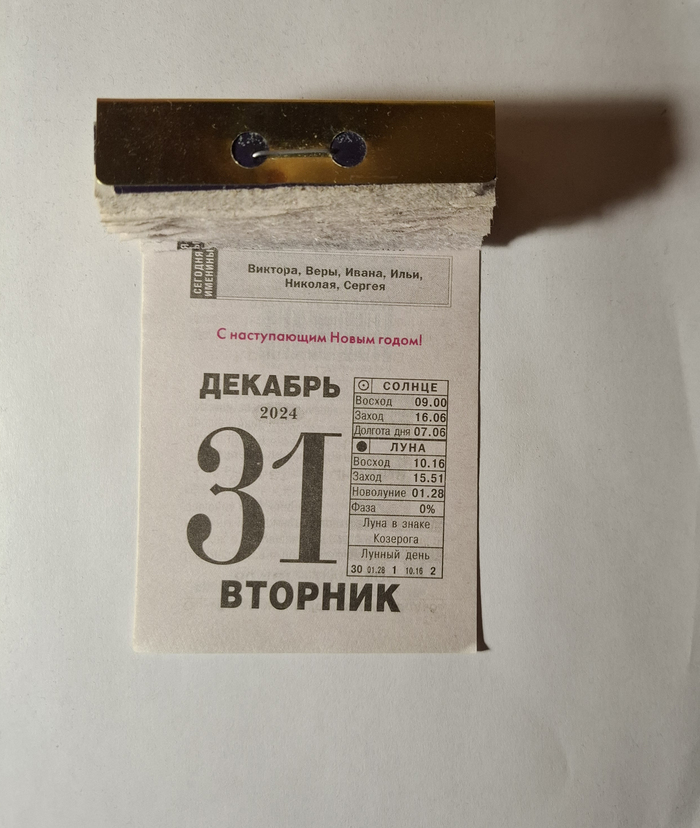 СЕГОДНЯ
ИМЕНИНЫ
Виктора, Веры, Ивана, Ильи,
Николая, Сергея
С наступающим Новым годом!
ДЕКАБРЬ
2024
31
ВТОРНИК
СОЛНЦЕ
Восход 09.00
Заход 16.06
Долгота дня 07.06
ЛУНА
Восход 10.16
Заход 15.51
Новолуние 01.28
Фаза 0%
Луна в знаке
Козерога
Лунный день
30 01.28 1 10.16 2